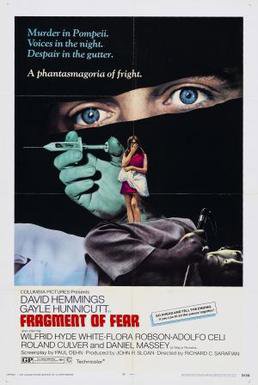 Murder in Pompeii.
Voices in the night.
Despair in the gutter.
A phantasmagoria of fright.
COLUMBIA PICTURES Presents
DAVID HEMMINGS
GAYLE HUNNICUTT
FRAGMENT OF FEAR
WILFRID HYDE WHITE·FLORA ROBSON·ADOLFO CELI
ROLAND CULVER and DANIEL MASSEY
Screenplay by PAUL DEHN · Produced by JOHN R. SLOAN · Directed by RICHARD C. SARAFIAN
GP
Technicolor